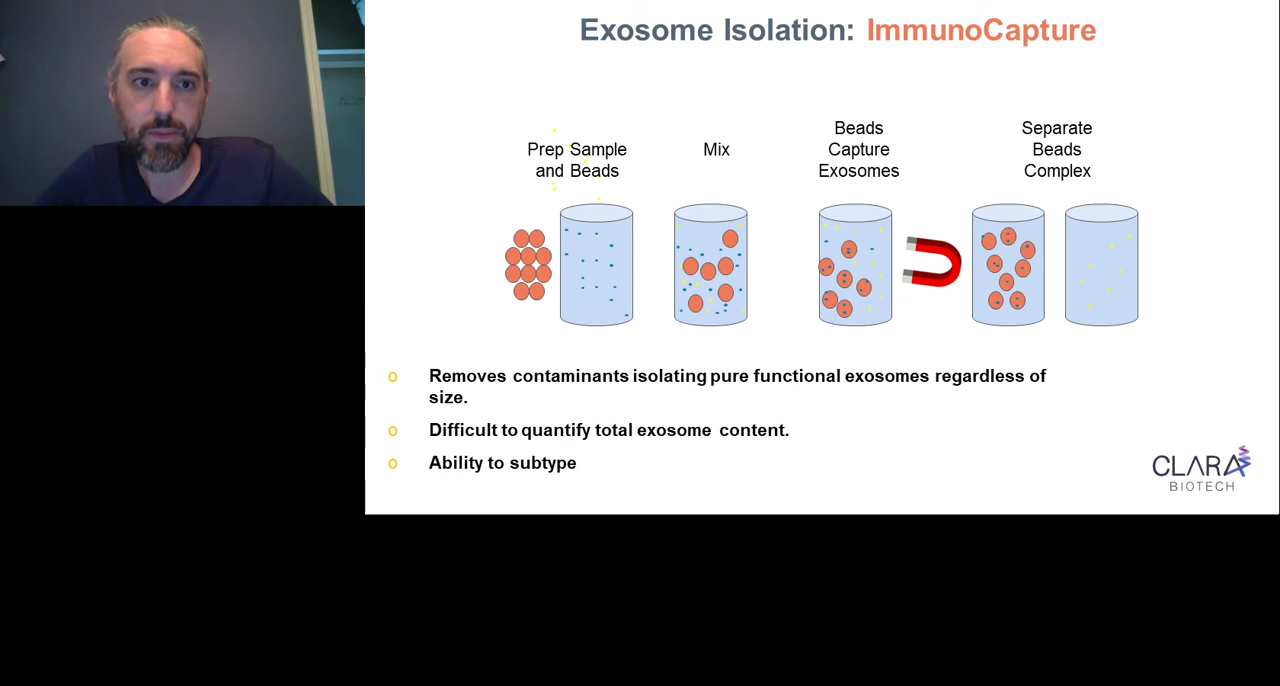 Exosome Isolation: ImmunoCapture
Prep Sample
and Beads
Mix
Beads
Capture
Exosomes
Separate
Beads
Complex
o Removes contaminants isolating pure functional exosomes regardless of
size.
o Difficult to quantify total exosome content.
o Ability to subtype
CLARA
BIOTECH